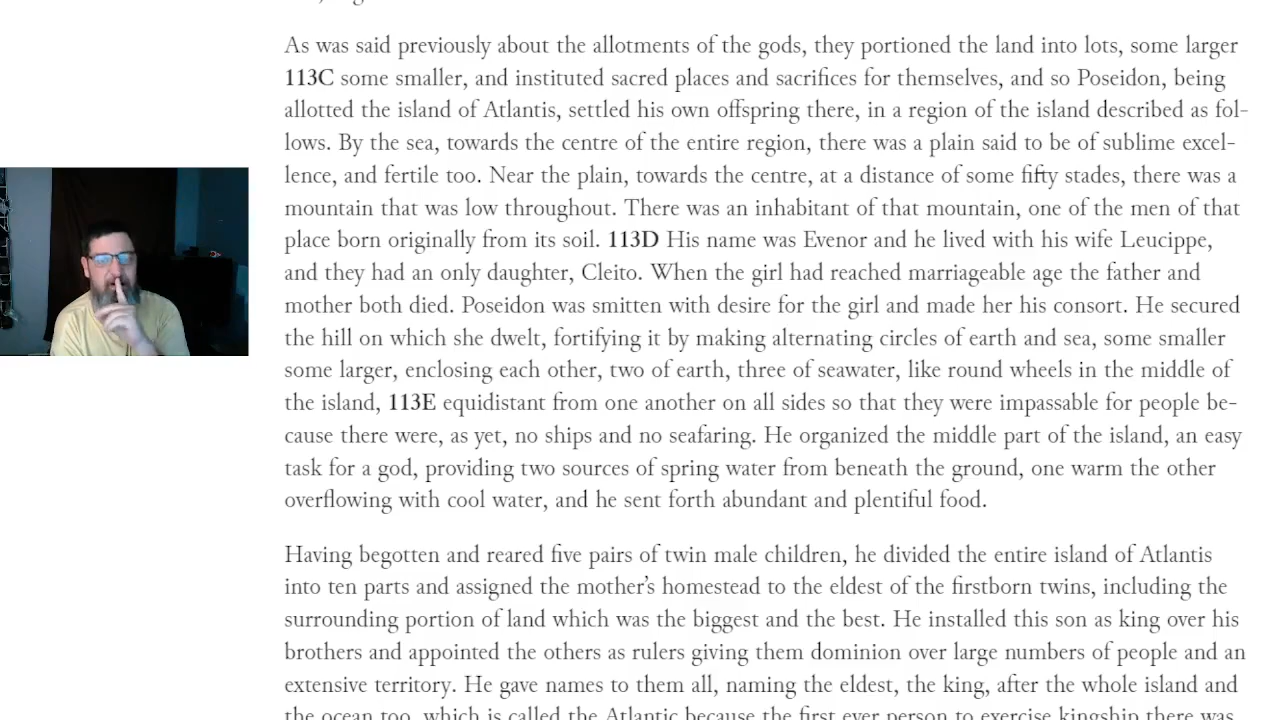 As was said previously about the allotments of the gods, they portioned the land into lots, some larger
113C some smaller, and instituted sacred places and sacrifices for themselves, and so Poseidon, being
allotted the island of Atlantis, settled his own offspring there, in a region of the island described as fol-
lows. By the sea, towards the centre of the entire region, there was a plain said to be of sublime excel-
lence, and fertile too. Near the plain, towards the centre, at a distance of some fifty stades, there was a
mountain that was low throughout. There was an inhabitant of that mountain, one of the men of that
place born originally from its soil. 113D His name was Evenor and he lived with his wife Leucippe,
and they had an only daughter, Cleito. When the girl had reached marriageable age the father and
mother both died. Poseidon was smitten with desire for the girl and made her his consort. He secured
the hill on which she dwelt, fortifying it by making alternating circles of earth and sea, some smaller
some larger, enclosing each other, two of earth, three of seawater, like round wheels in the middle of
the island, 113E equidistant from one another on all sides so that they were impassable for people be-
cause there were, as yet, no ships and no seafaring. He organized the middle part of the island, an easy
task for a god, providing two sources of spring water from beneath the ground, one warm the other
overflowing with cool water, and he sent forth abundant and plentiful food.
Having begotten and reared five pairs of twin male children, he divided the entire island of Atlantis
into ten parts and assigned the mother's homestead to the eldest of the firstborn twins, including the
surrounding portion of land which was the biggest and the best. He installed this son as king over his
brothers and appointed the others as rulers giving them dominion over large numbers of people and an
extensive territory. He gave names to them all, naming the eldest, the king, after the whole island and
the ocean too, which is called the Atlantic because the first ever person to exercise kingship there was